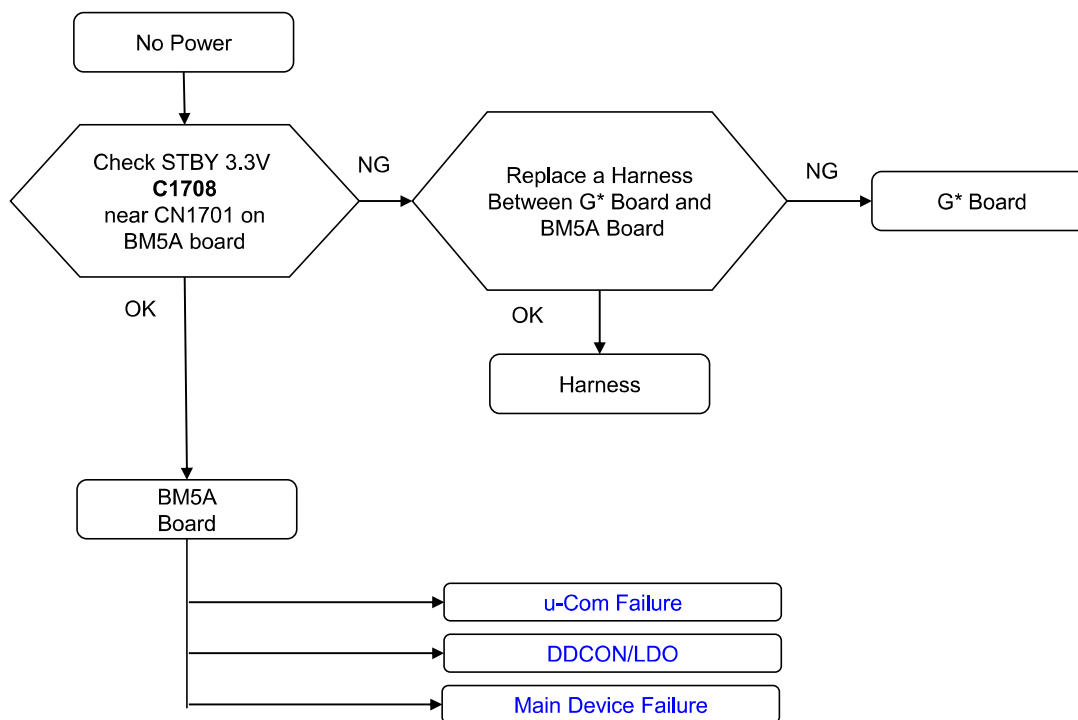 No Power
Check STBY 3.3V
C1708
near CN1701 on
BM5A board
NG
Replace a Harness
Between G* Board and
BM5A Board
NG
G* Board
OK
OK
Harness
BM5A
Board
u-Com Failure
DDCON/LDO
Main Device Failure